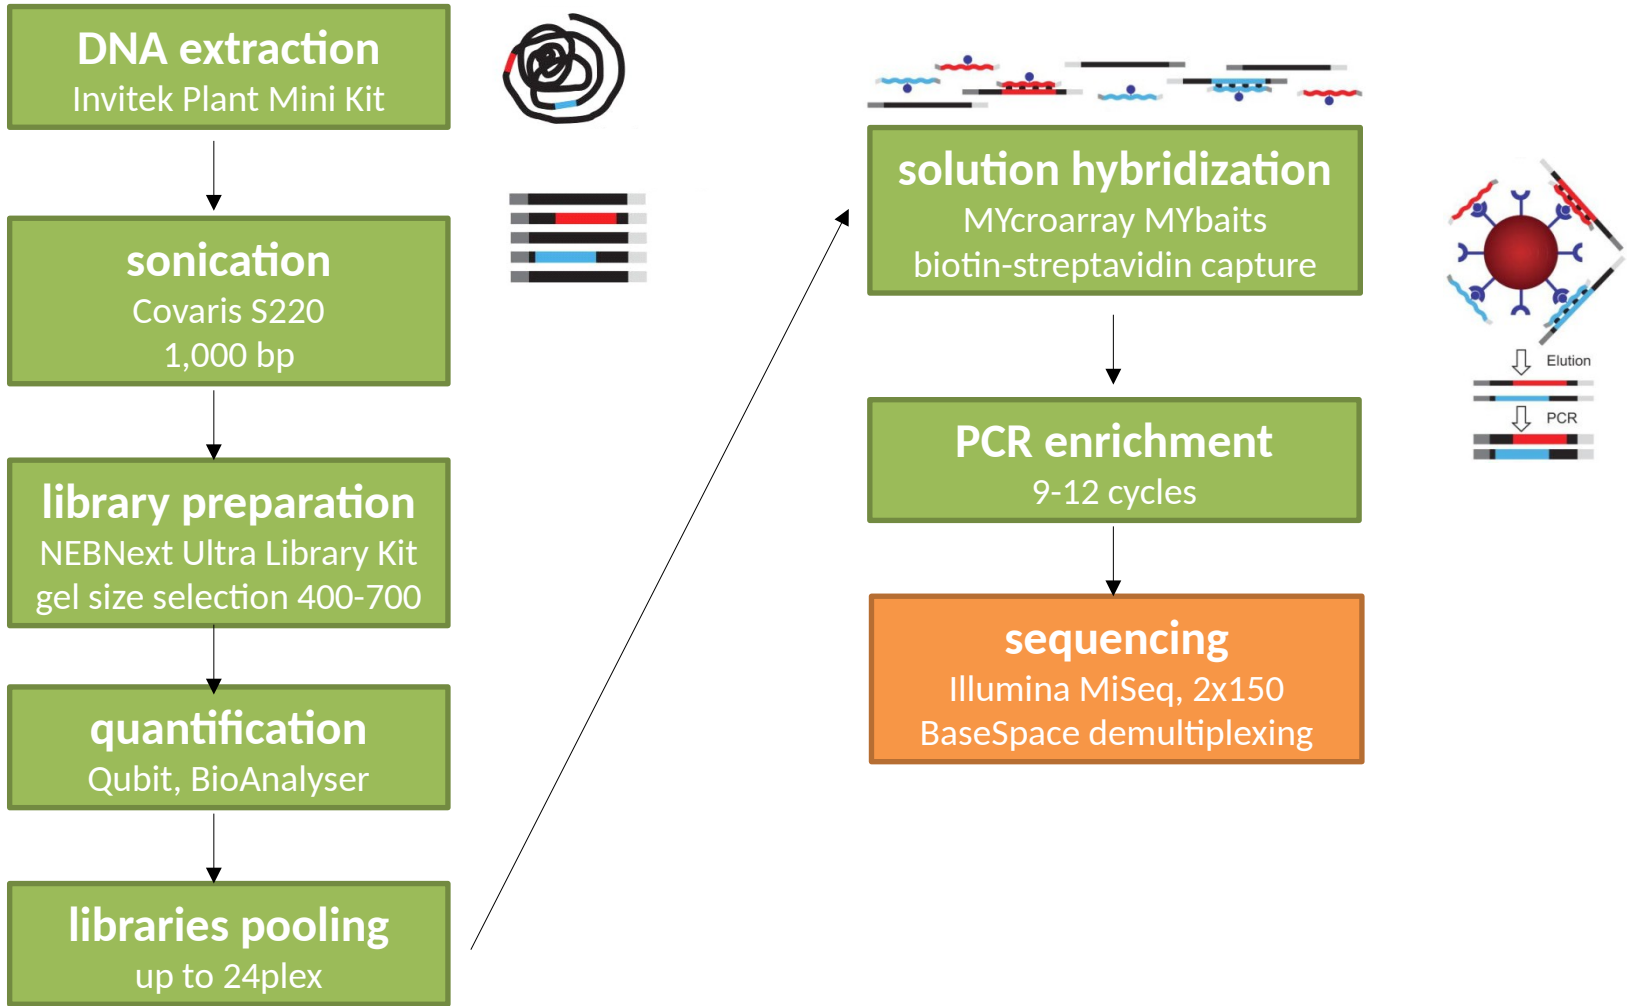 DNA extraction
Invitek Plant Mini Kit
sonication
Covaris S220
1,000 bp
library preparation
NEBNext Ultra Library Kit
gel size selection 400-700
quantification
Qubit, BioAnalyser
libraries pooling
up to 24plex
solution hybridization
MYcroarray MYbaits
biotin-streptavidin capture
PCR enrichment
9-12 cycles
sequencing
Illumina MiSeq, 2x150
BaseSpace demultiplexing
Elution
PCR